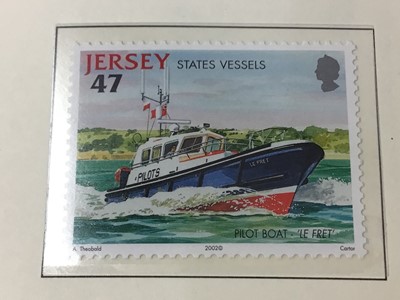 JERSEY STATES VESSELS
47
LE FRET
PILOTS
PILOT BOAT - 'LE FRET'
A. Theobald 2002© Cartor